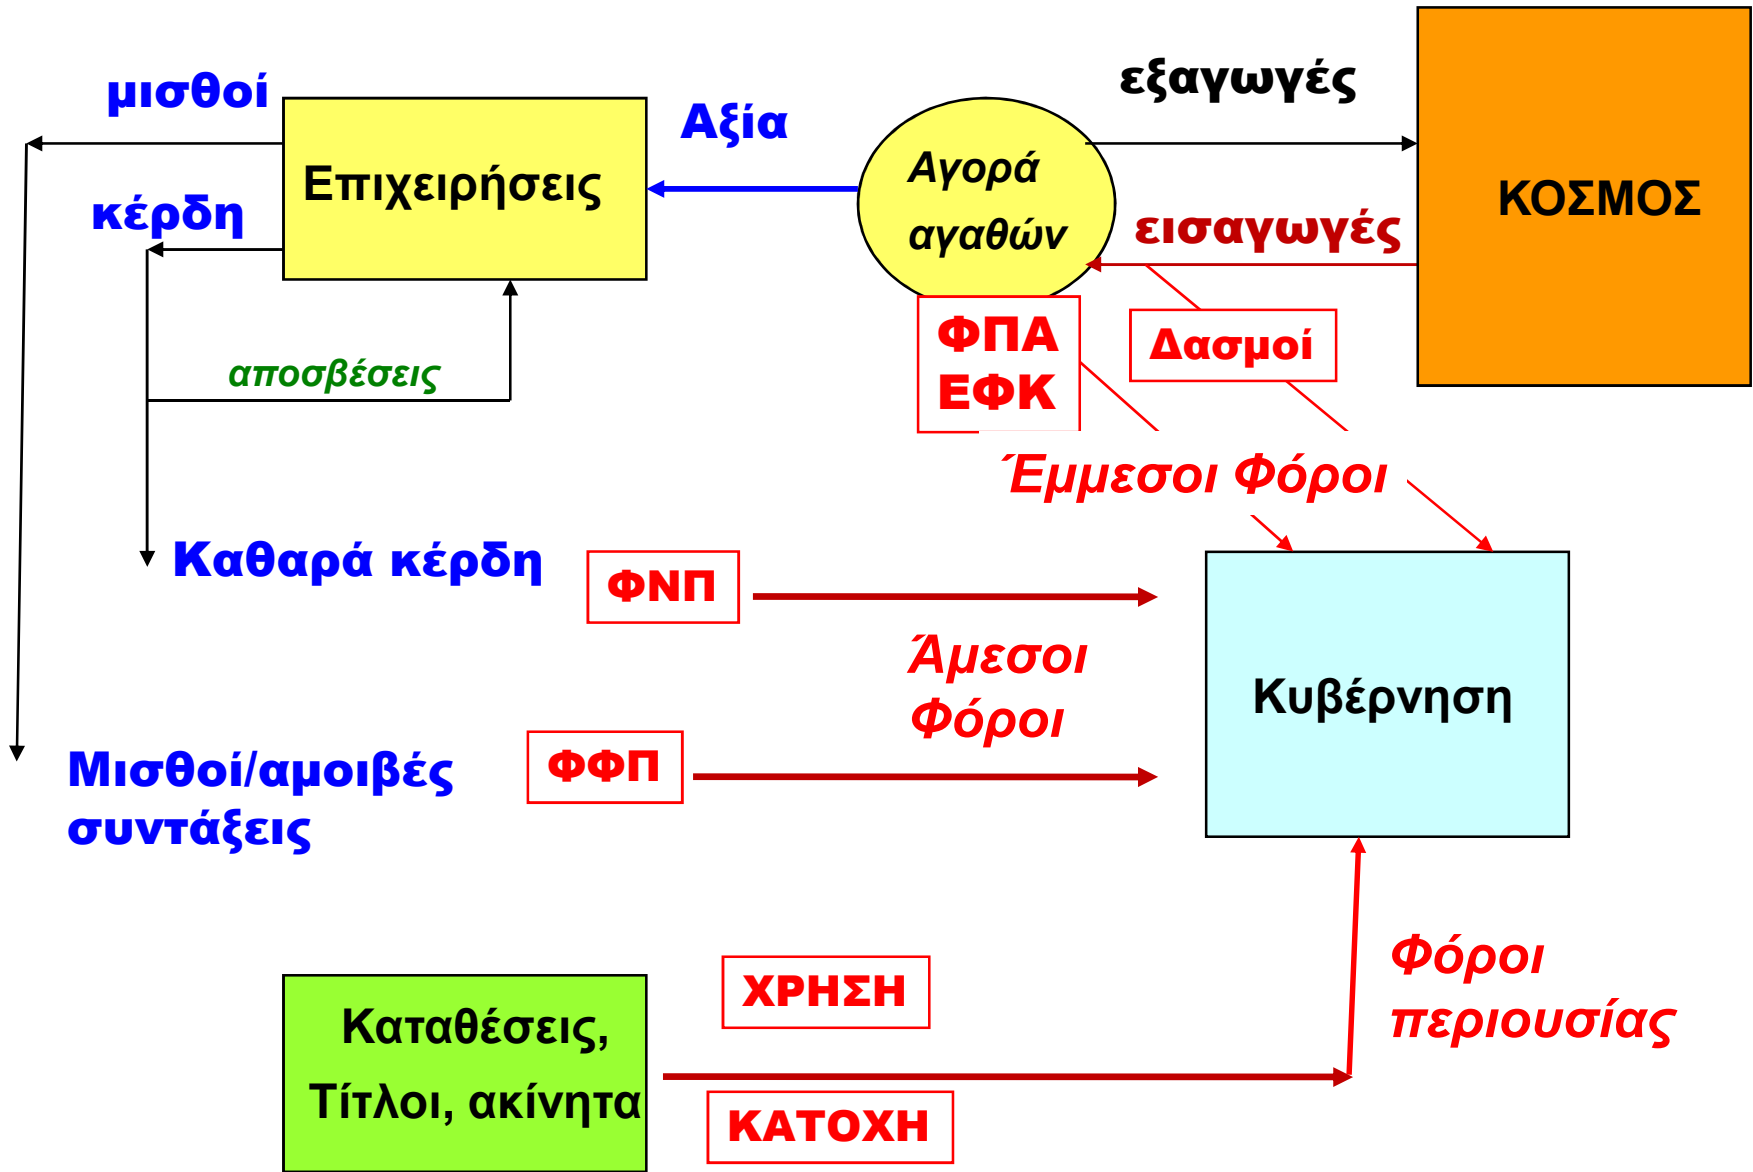 μισθοί
εξαγωγές
Αξία
Επιχειρήσεις
Αγορά
αγαθών
ΚΟΣΜΟΣ
κέρδη
εισαγωγές
ΦΠΑ
ΕΦΚ
Δασμοί
αποσβέσεις
Έμμεσοι Φόροι
Καθαρά κέρδη
ΦΝΠ
Άμεσοι
Φόροι
Κυβέρνηση
Μισθοί/αμοιβές
συντάξεις
ΦΦΠ
Φόροι
περιουσίας
ΧΡΗΣΗ
Καταθέσεις,
Τίτλοι, ακίνητα
ΚΑΤΟΧΗ